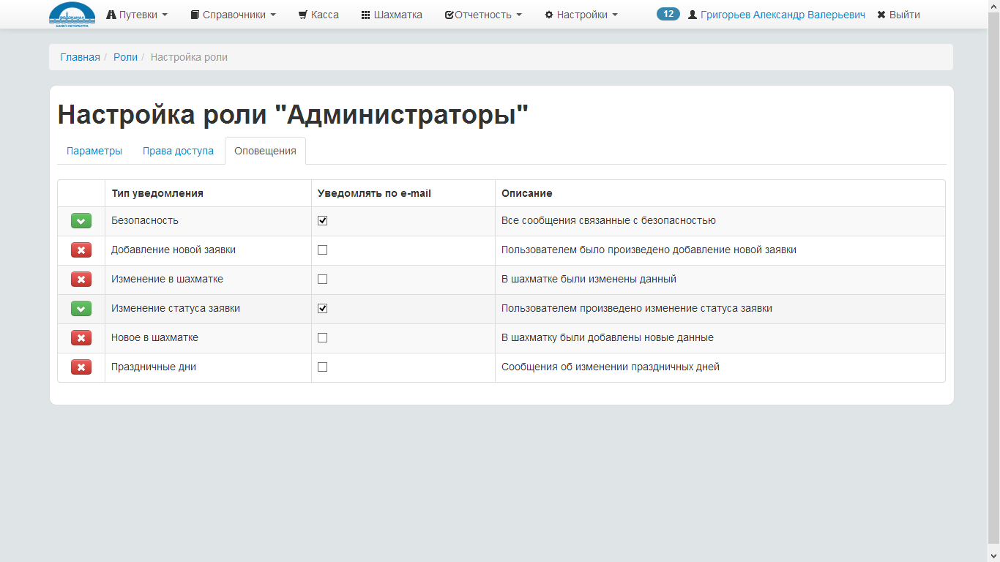 ВОДОКАНАЛ
САНКТ-ПЕТЕРБУРГА
Путевки Справочники Касса Шахматка Отчетность Настройки 12 Григорьев Александр Валерьевич Выйти
Главная / Роли / Настройка роли
Настройка роли "Администраторы"
Параметры Права доступа Оповещения
Тип уведомления Уведомлять по e-mail Описание
Безопасность Все сообщения связанные с безопасностью
Добавление новой заявки Пользователем было произведено добавление новой заявки
Изменение в шахматке В шахматке были изменены данный
Изменение статуса заявки Пользователем произведено изменение статуса заявки
Новое в шахматке В шахматку были добавлены новые данные
Праздничные дни Сообщения об изменении праздничных дней